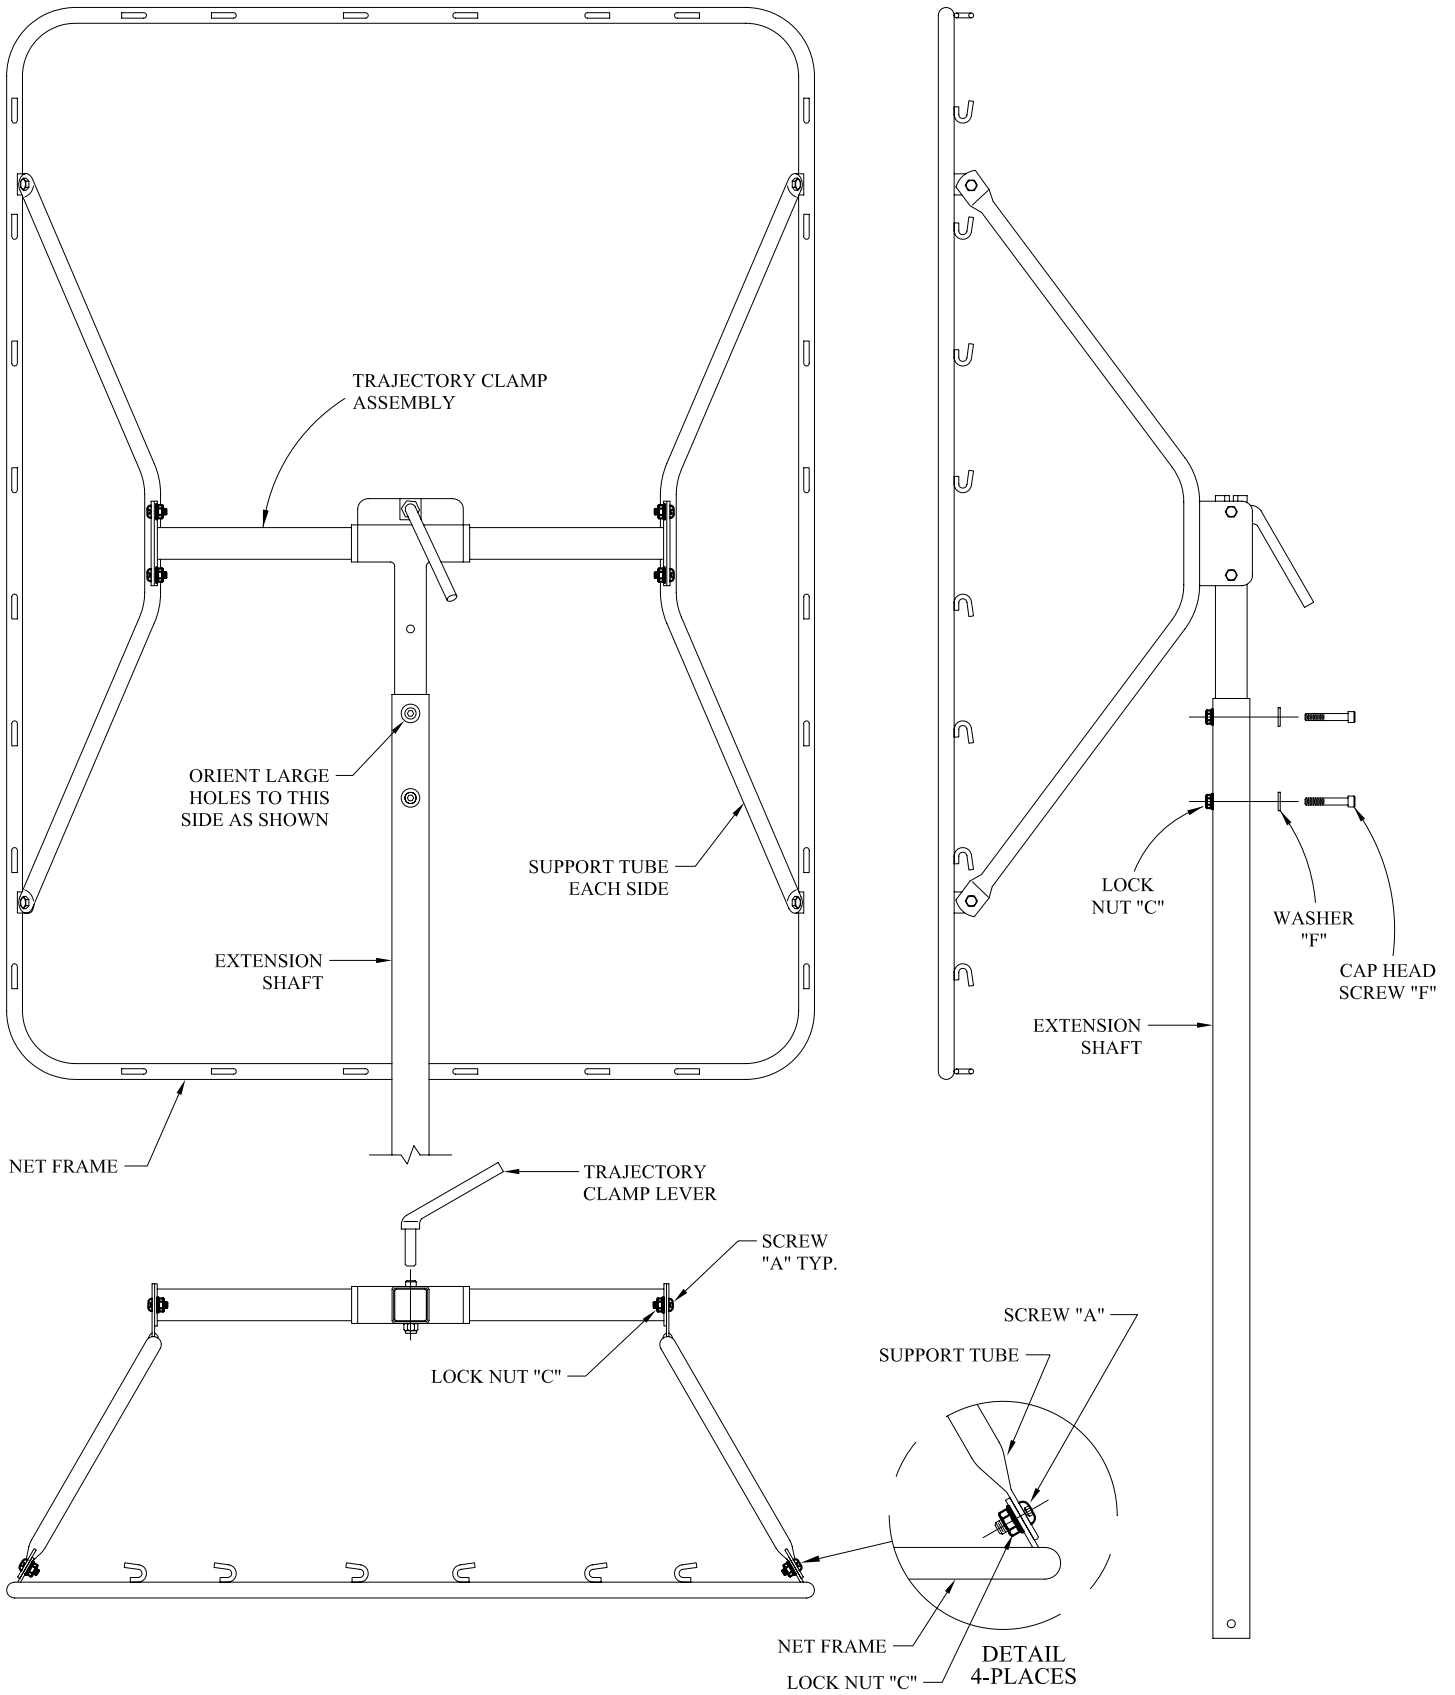 TRAJECTORY CLAMP
ASSEMBLY
ORIENT LARGE
HOLES TO THIS
SIDE AS SHOWN
SUPPORT TUBE
EACH SIDE
EXTENSION
SHAFT
NET FRAME
LOCK
NUT "C"
WASHER
"F"
CAP HEAD
SCREW "F"
EXTENSION
SHAFT
TRAJECTORY
CLAMP LEVER
SCREW
"A" TYP.
LOCK NUT "C"
SCREW "A"
SUPPORT TUBE
NET FRAME
LOCK NUT "C"
DETAIL
4-PLACES